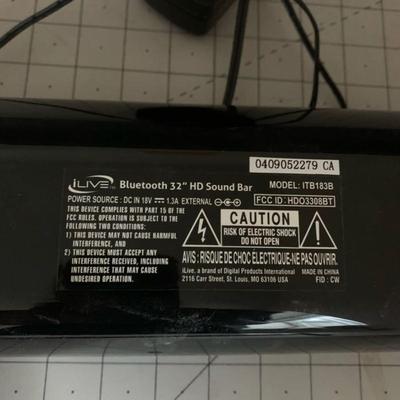 0409052279 CA
iLIVE Bluetooth 32" HD Sound Bar MODEL: ITB183B
POWER SOURCE : DC IN 18V 1.3A EXTERNAL FCC ID : HDO3308BT
THIS DEVICE COMPLIES WITH PART 15 OF THE
FCC RULES. OPERATION IS SUBJECT TO THE
FOLLOWING TWO CONDITIONS:
1) THIS DEVICE MAY NOT CAUSE HARMFUL
INTERFERENCE, AND
2) THIS DEVICE MUST ACCEPT ANY
INTERFERENCE RECEIVED, INCLUDING
INTERFERENCE THAT MAY CAUSE
UNDESIRED OPERATION.
CAUTION
RISK OF ELECTRIC SHOCK
DO NOT OPEN
AVIS : RISQUE DE CHOC ÉLECTRIQUE-NE PAS OUVRIR.
iLive, a brand of Digital Products International MADE IN CHINA
2116 Carr Street, St. Louis, MO 63106 USA FID : CW